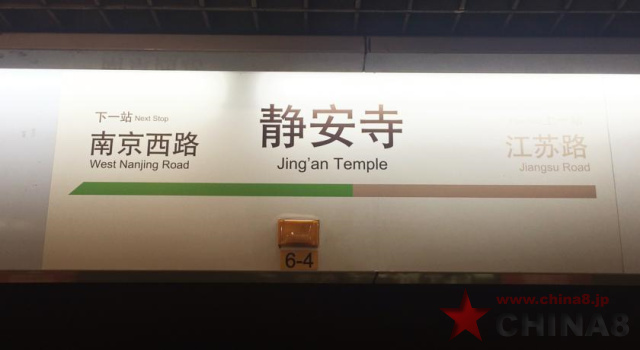 下一站 Next Stop
南京西路
West Nanjing Road
静安寺
Jing'an Temple
江苏路
Jiangsu Road
6-4
www.china8.jp
CHINA8